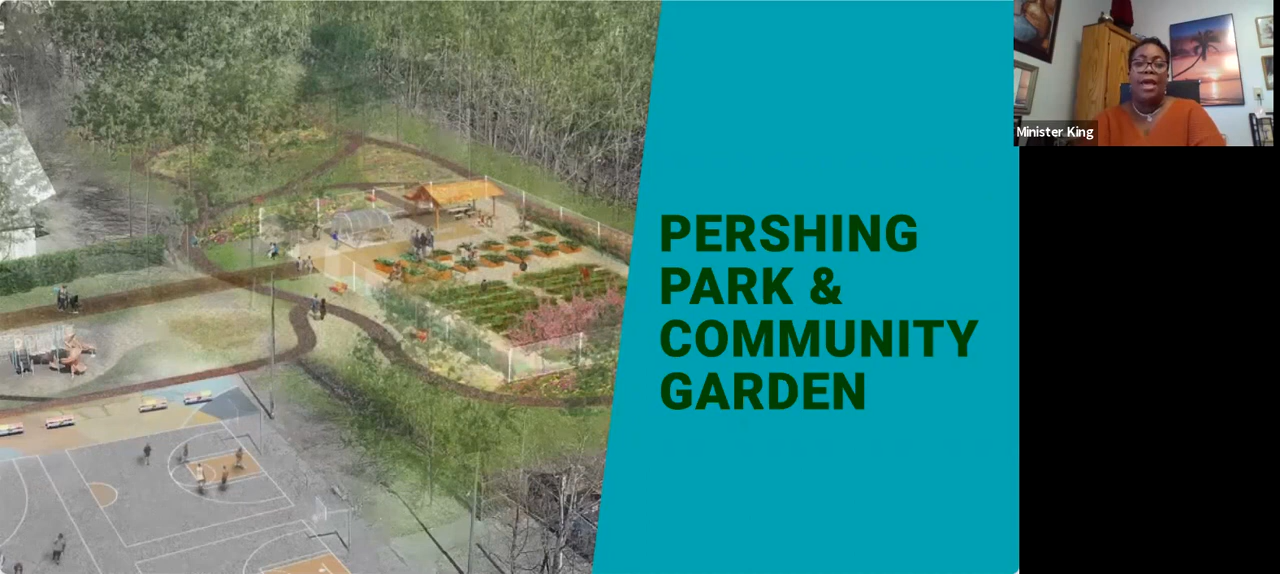 Minister King
PERSHING
PARK &
COMMUNITY
GARDEN